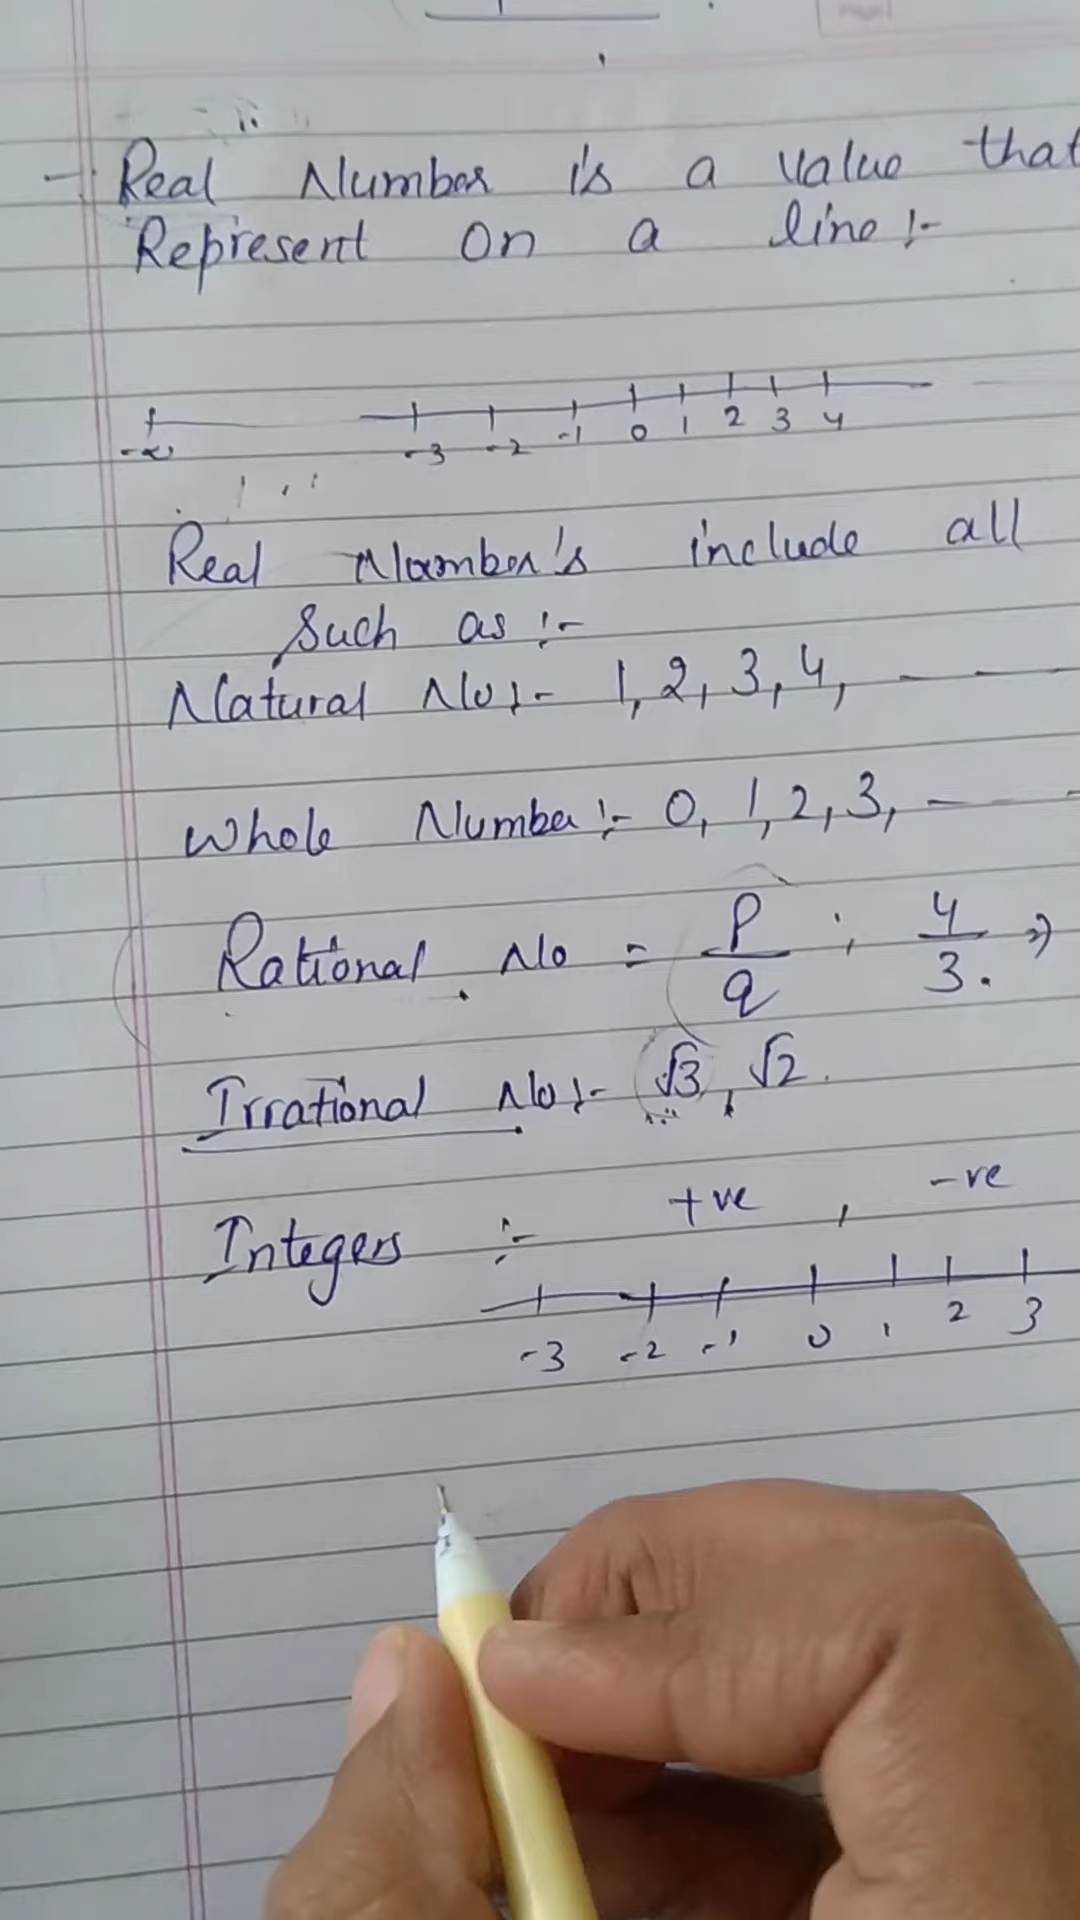 - Real Number is a value that
Represent on a line :-
-∞ -3 -2 -1 0 1 2 3 4
Real Number's include all
Such as :-
Natural No :- 1, 2, 3, 4, - -
Whole Number :- 0, 1, 2, 3, - -
Rational No = p/q ; 4/3. ⇒
Irrational No :- √3, √2.
Integers :- +ve , -ve
-3 -2 -1 0 1 2 3